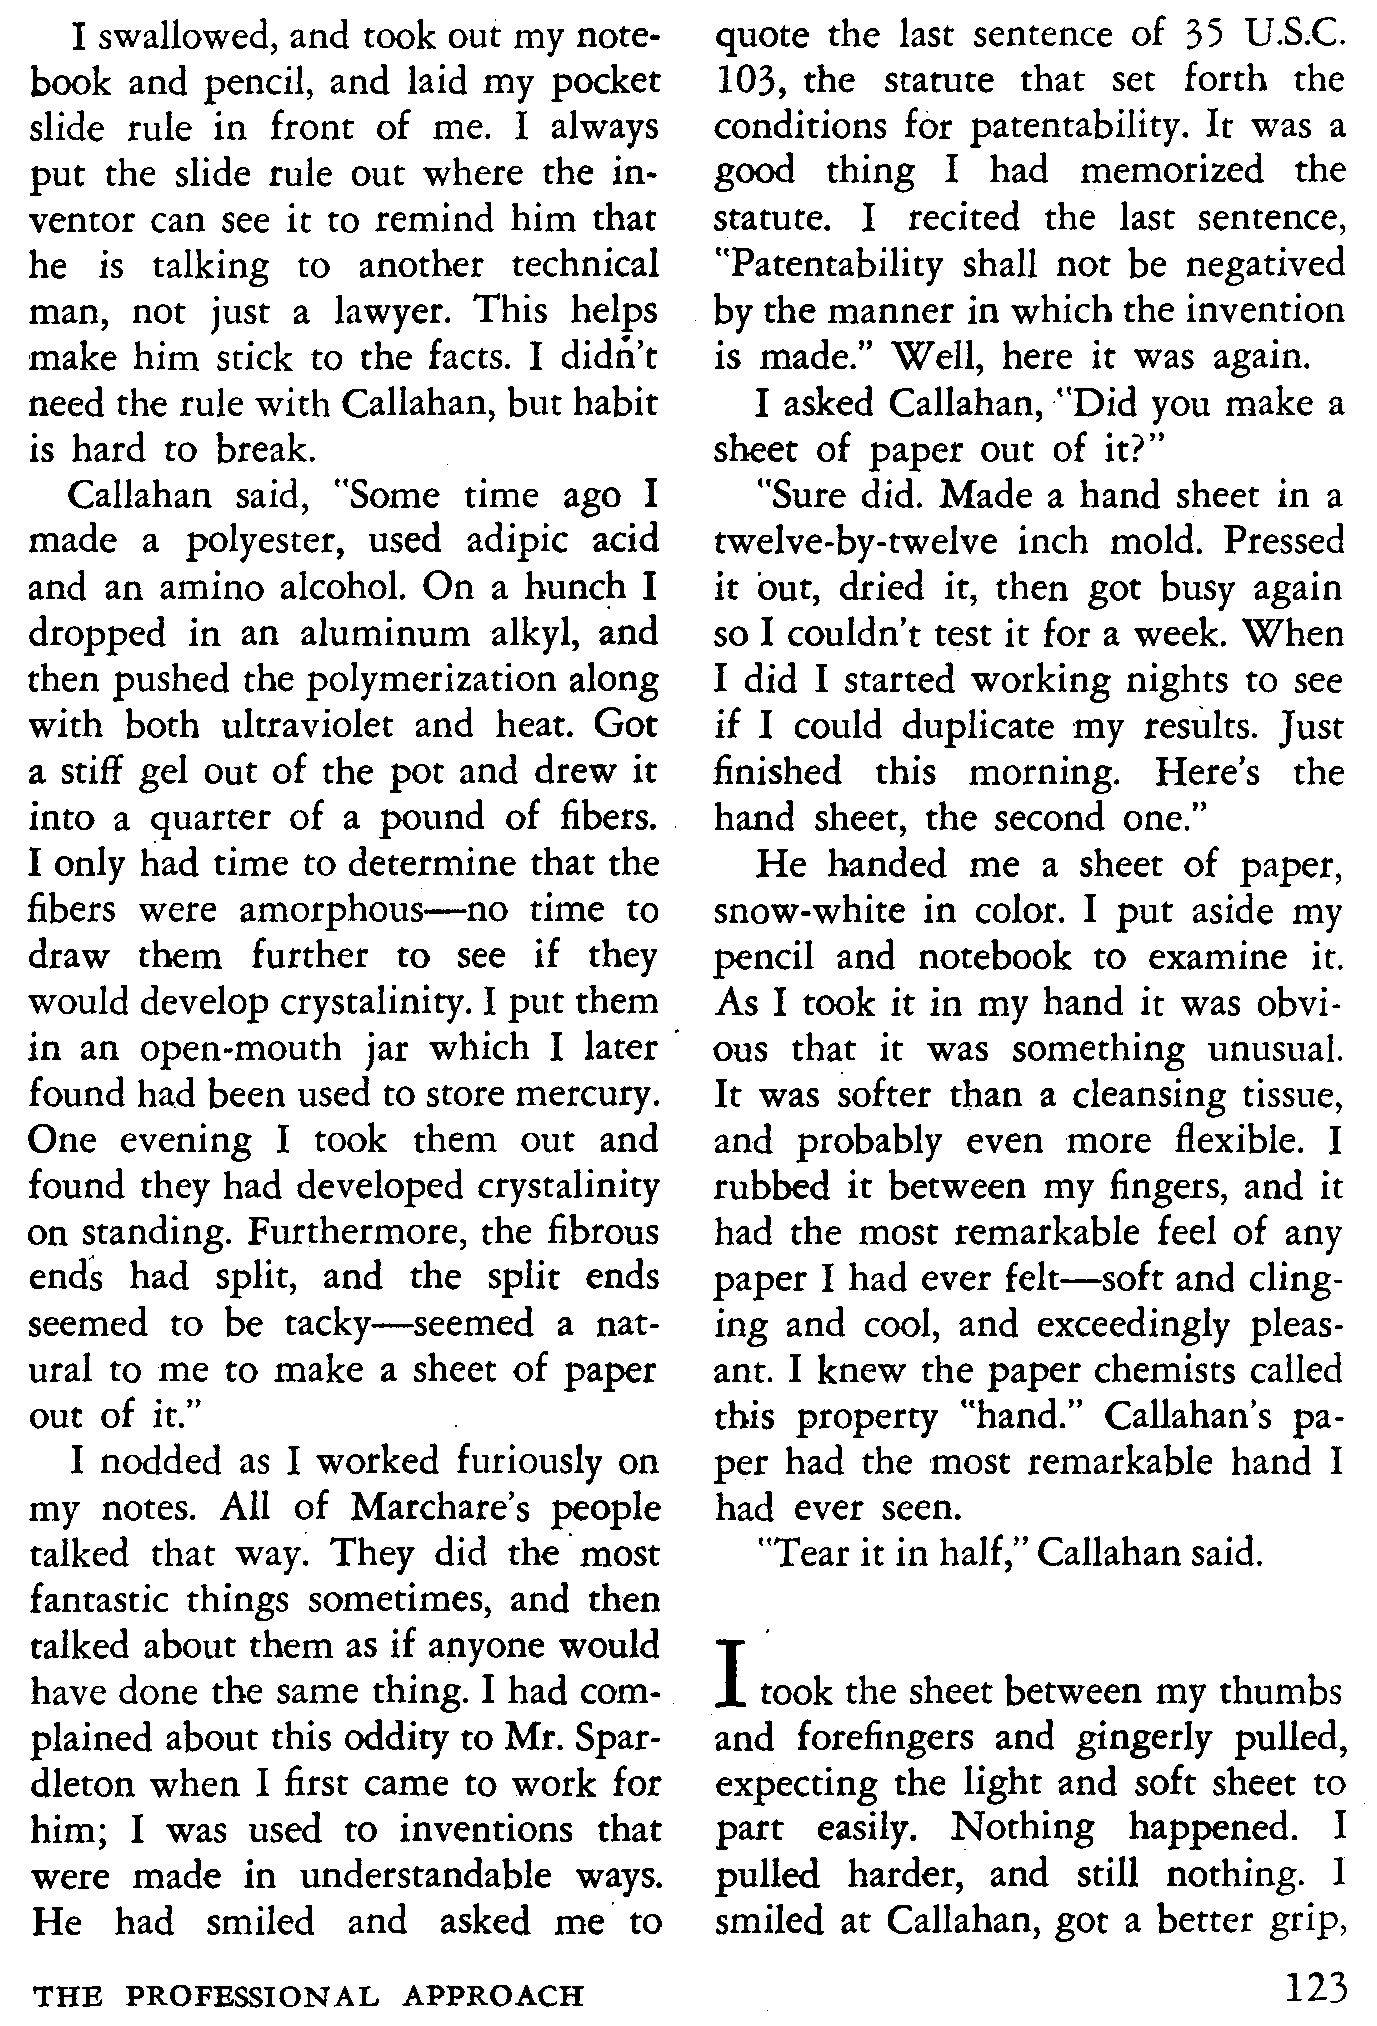 I swallowed, and took out my note-
book and pencil, and laid my pocket
slide rule in front of me. I always
put the slide rule out where the in-
ventor can see it to remind him that
he is talking to another technical
man, not just a lawyer. This helps
make him stick to the facts. I didn't
need the rule with Callahan, but habit
is hard to break.
Callahan said, "Some time ago I
made a polyester, used adipic acid
and an amino alcohol. On a hunch I
dropped in an aluminum alkyl, and
then pushed the polymerization along
with both ultraviolet and heat. Got
a stiff gel out of the pot and drew it
into a quarter of a pound of fibers.
I only had time to determine that the
fibers were amorphous—no time to
draw them further to see if they
would develop crystalinity. I put them
in an open-mouth jar which I later
found had been used to store mercury.
One evening I took them out and
found they had developed crystalinity
on standing. Furthermore, the fibrous
ends had split, and the split ends
seemed to be tacky—seemed a nat-
ural to me to make a sheet of paper
out of it."
I nodded as I worked furiously on
my notes. All of Marchare's people
talked that way. They did the most
fantastic things sometimes, and then
talked about them as if anyone would
have done the same thing. I had com-
plained about this oddity to Mr. Spar-
dleton when I first came to work for
him; I was used to inventions that
were made in understandable ways.
He had smiled and asked me to
quote the last sentence of 35 U.S.C.
103, the statute that set forth the
conditions for patentability. It was a
good thing I had memorized the
statute. I recited the last sentence,
"Patentability shall not be negatived
by the manner in which the invention
is made." Well, here it was again.
I asked Callahan, "Did you make a
sheet of paper out of it?"
"Sure did. Made a hand sheet in a
twelve-by-twelve inch mold. Pressed
it out, dried it, then got busy again
so I couldn't test it for a week. When
I did I started working nights to see
if I could duplicate my results. Just
finished this morning. Here's the
hand sheet, the second one."
He handed me a sheet of paper,
snow-white in color. I put aside my
pencil and notebook to examine it.
As I took it in my hand it was obvi-
ous that it was something unusual.
It was softer than a cleansing tissue,
and probably even more flexible. I
rubbed it between my fingers, and it
had the most remarkable feel of any
paper I had ever felt—soft and cling-
ing and cool, and exceedingly pleas-
ant. I knew the paper chemists called
this property "hand." Callahan's pa-
per had the most remarkable hand I
had ever seen.
"Tear it in half," Callahan said.
I took the sheet between my thumbs
and forefingers and gingerly pulled,
expecting the light and soft sheet to
part easily. Nothing happened. I
pulled harder, and still nothing. I
smiled at Callahan, got a better grip,
THE PROFESSIONAL APPROACH
123